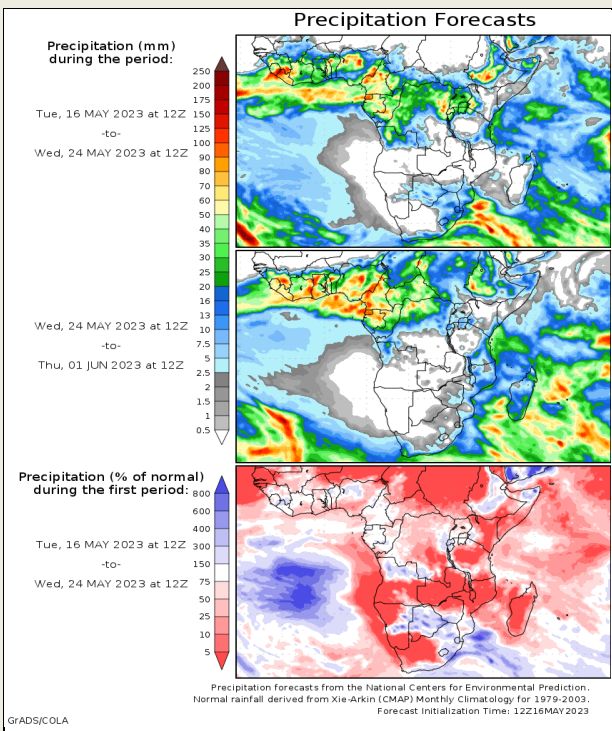 Precipitation Forecasts
Precipitation (mm)
during the period:
Tue, 16 MAY 2023 at 12Z
-to-
Wed, 24 MAY 2023 at 12Z
250
200
175
150
125
100
90
80
70
60
50
40
35
30
25
20
16
13
10
7.5
5
2.5
2
1.5
1
0.5
Wed, 24 MAY 2023 at 12Z
-to-
Thu, 01 JUN 2023 at 12Z
Precipitation (% of normal)
during the first period:
Tue, 16 MAY 2023 at 12Z
-to-
Wed, 24 MAY 2023 at 12Z
800
600
400
300
150
75
50
25
10
5
Precipitation forecasts from the National Centers for Environmental Prediction.
Normal rainfall derived from Xie-Arkin (CMAP) Monthly Climatology for 1979-2003.
Forecast Initialization Time: 12Z16MAY2023
GrADS/COLA